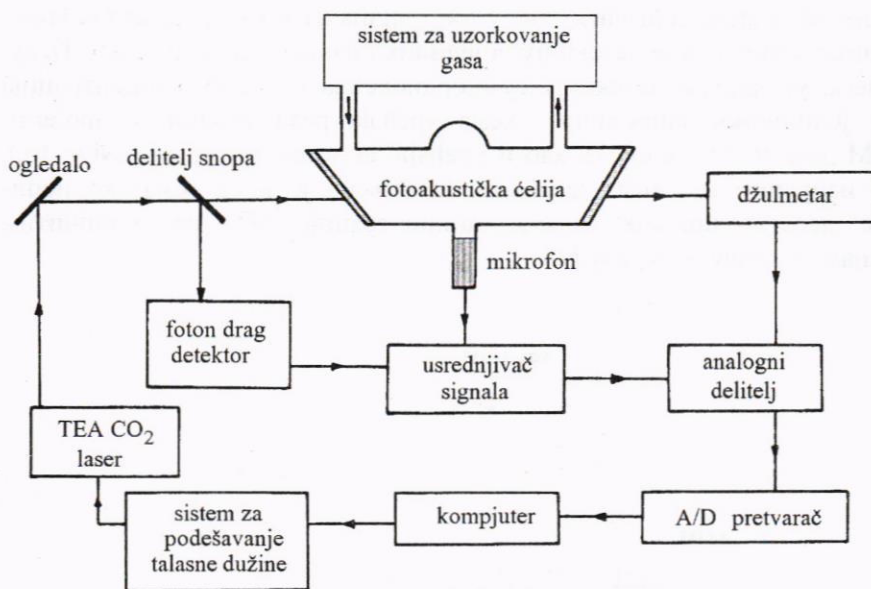 sistem za uzorkovanje
gasa
ogledalo
delitelj snopa
fotoakustička ćelija
džulmetar
mikrofon
foton drag
detektor
usrednjivač
signala
analogni
delitelj
TEA CO₂
laser
sistem za
podešavanje
talasne dužine
kompjuter
A/D pretvarač